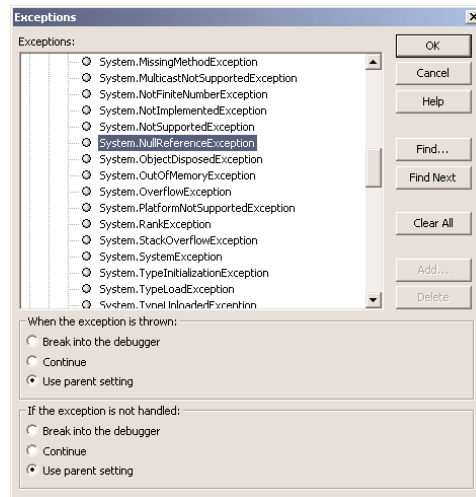 Exceptions
Exceptions:
System.MissingMethodException
System.MulticastNotSupportedException
System.NotFiniteNumberException
System.NotImplementedException
System.NotSupportedException
System.NullReferenceException
System.ObjectDisposedException
System.OutOfMemoryException
System.OverflowException
System.PlatformNotSupportedException
System.RankException
System.StackOverflowException
System.SystemException
System.TypeInitializationException
System.TypeLoadException
System.TypeUnloadedException
OK
Cancel
Help
Find...
Find Next
Clear All
Add...
Delete
When the exception is thrown:
Break into the debugger
Continue
Use parent setting
If the exception is not handled:
Break into the debugger
Continue
Use parent setting